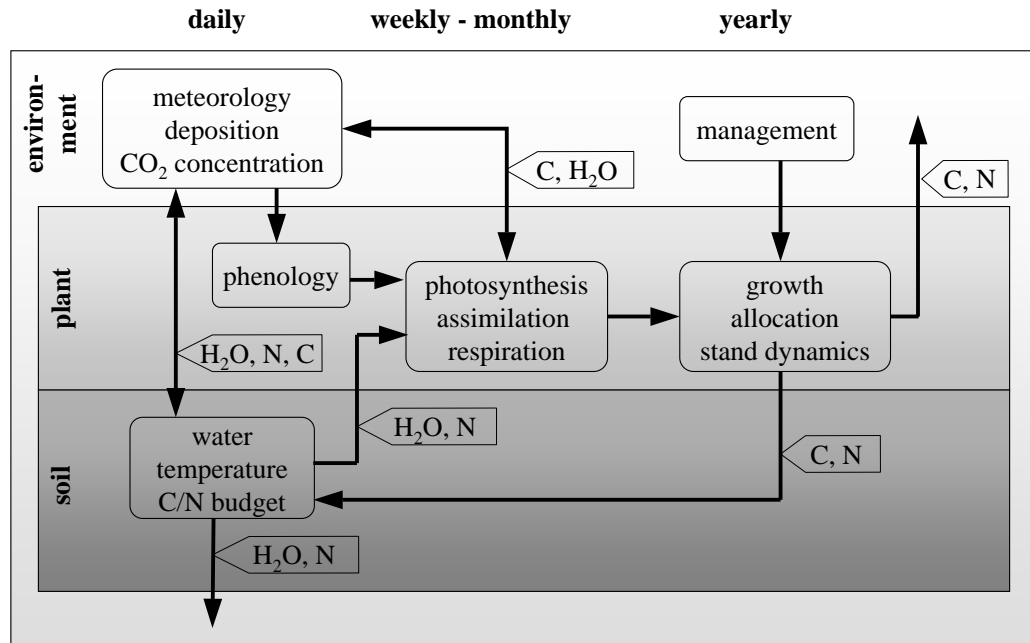 daily
weekly - monthly
yearly
environ-
ment
meteorology
deposition
CO₂ concentration
management
C, H₂O
C, N
plant
phenology
photosynthesis
assimilation
respiration
growth
allocation
stand dynamics
H₂O, N, C
soil
water
temperature
C/N budget
H₂O, N
C, N
H₂O, N